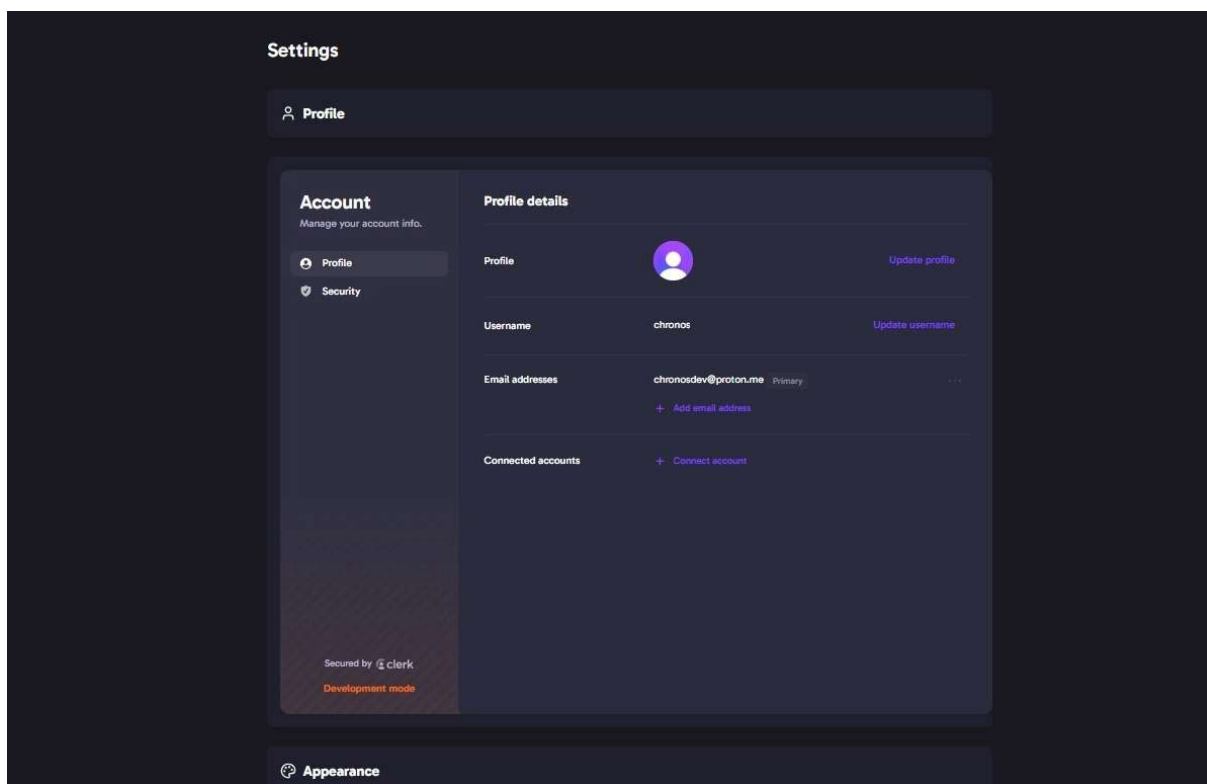 Settings
Profile
Account
Manage your account info.
Profile
Security
Profile details
Profile
Update profile
Username
chronos
Update username
Email addresses
chronosdev@proton.me Primary
+ Add email address
Connected accounts
+ Connect account
Secured by clerk
Development mode
Appearance